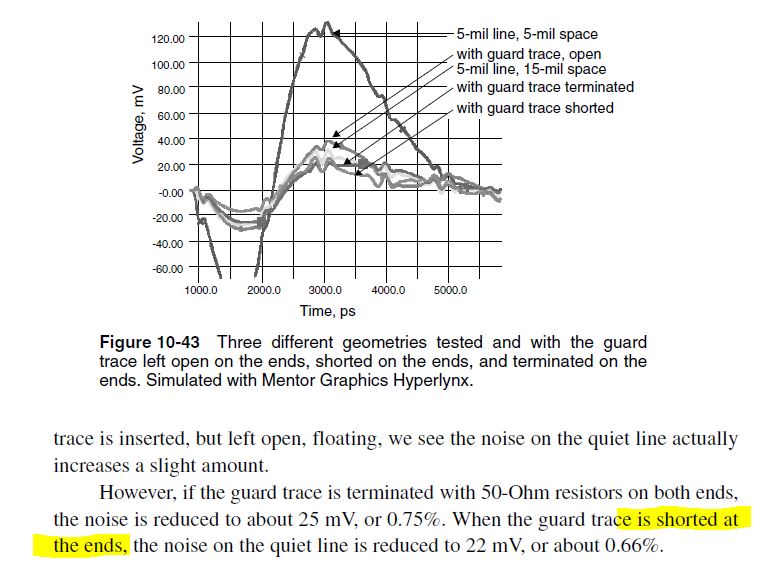 120.00
100.00
80.00
60.00
40.00
20.00
-0.00
-20.00
-40.00
-60.00
Voltage, mV
5-mil line, 5-mil space
with guard trace, open
5-mil line, 15-mil space
with guard trace terminated
with guard trace shorted
1000.0 2000.0 3000.0 4000.0 5000.0
Time, ps
Figure 10-43 Three different geometries tested and with the guard
trace left open on the ends, shorted on the ends, and terminated on the
ends. Simulated with Mentor Graphics Hyperlynx.
trace is inserted, but left open, floating, we see the noise on the quiet line actually
increases a slight amount.
However, if the guard trace is terminated with 50-Ohm resistors on both ends,
the noise is reduced to about 25 mV, or 0.75%. When the guard trace is shorted at
the ends, the noise on the quiet line is reduced to 22 mV, or about 0.66%.